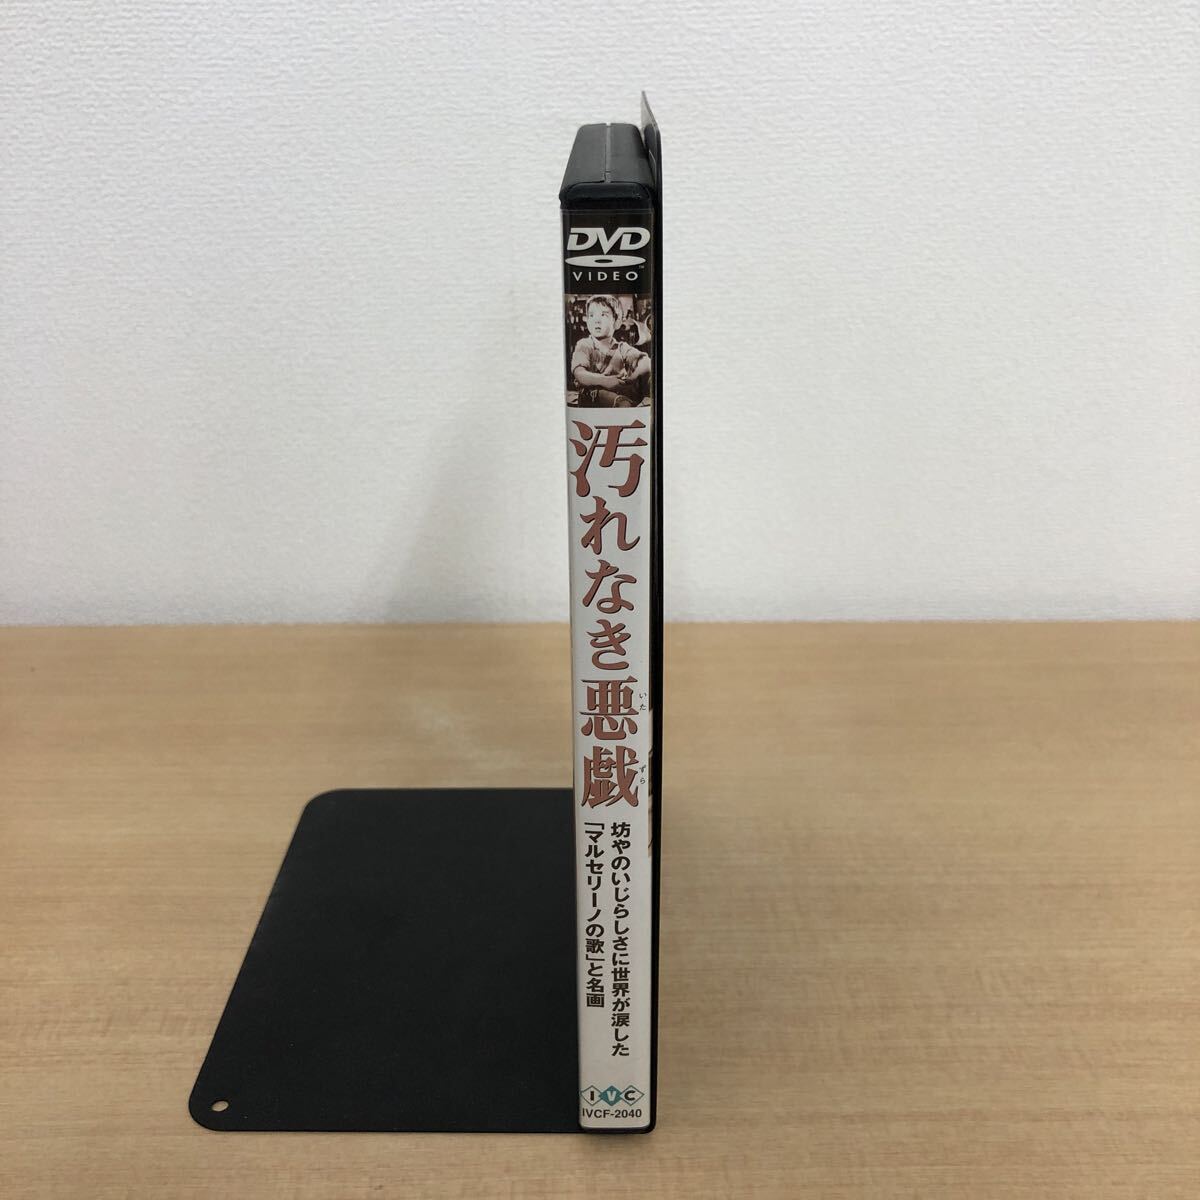 DVD
VIDEO
TM
汚れなき悪戯
いた
ずら
坊やのいじらしさに世界が涙した
「マルセリーノの歌」と名画
IVC
IVCF-2040